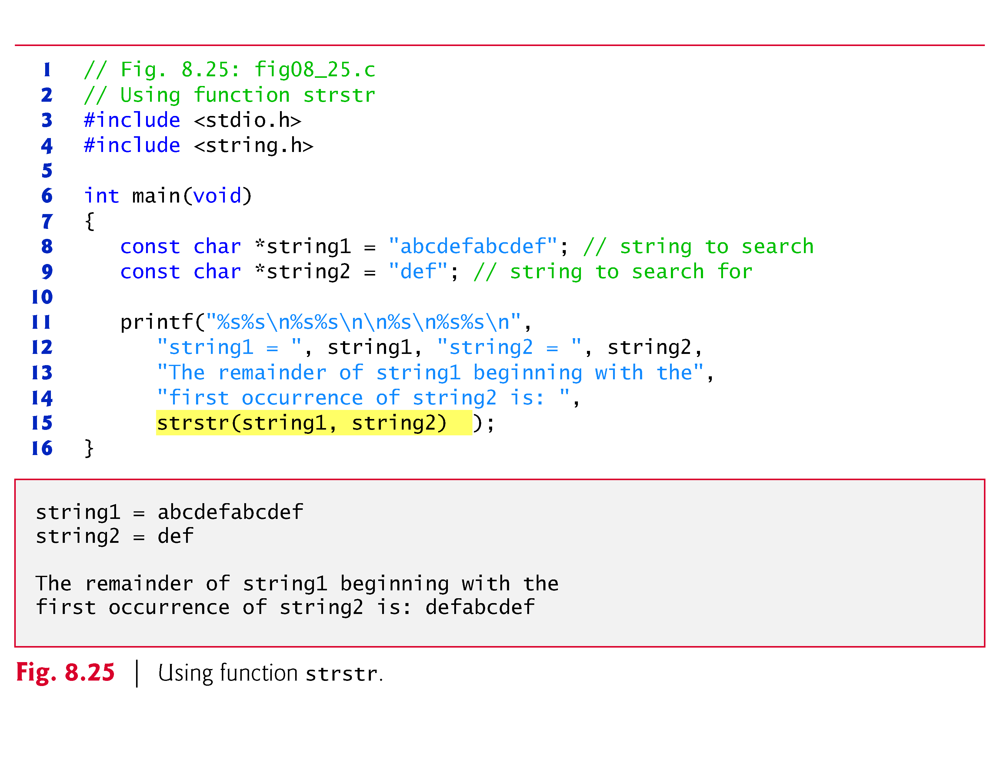 1 // Fig. 8.25: fig08_25.c
2 // Using function strstr
3 #include <stdio.h>
4 #include <string.h>
5
6 int main(void)
7 {
8 const char *string1 = "abcdefabcdef"; // string to search
9 const char *string2 = "def"; // string to search for
10
11 printf("%s%s\n%s%s\n\n%s\n%s%s\n",
12 "string1 = ", string1, "string2 = ", string2,
13 "The remainder of string1 beginning with the",
14 "first occurrence of string2 is: ",
15 strstr(string1, string2) );
16 }
string1 = abcdefabcdef
string2 = def
The remainder of string1 beginning with the
first occurrence of string2 is: defabcdef
Fig. 8.25 | Using function strstr.